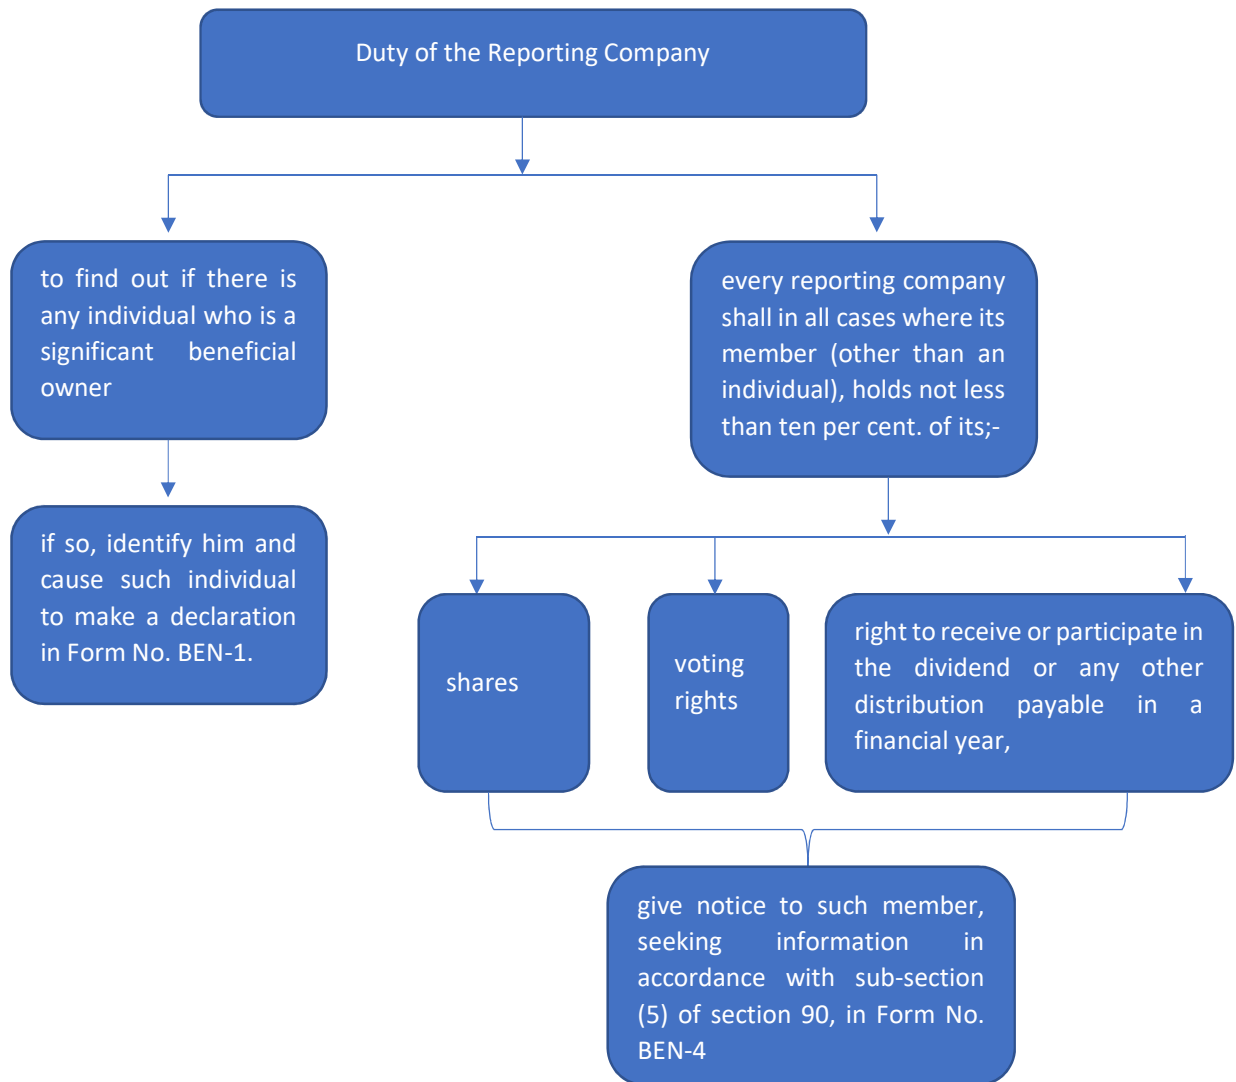 Duty of the Reporting Company
to find out if there is
any individual who is a
significant beneficial
owner
if so, identify him and
cause such individual
to make a declaration
in Form No. BEN-1.
every reporting company
shall in all cases where its
member (other than an
individual), holds not less
than ten per cent. of its;-
shares
voting
rights
right to receive or participate in
the dividend or any other
distribution payable in a
financial year,
give notice to such member,
seeking information in
accordance with sub-section
(5) of section 90, in Form No.
BEN-4